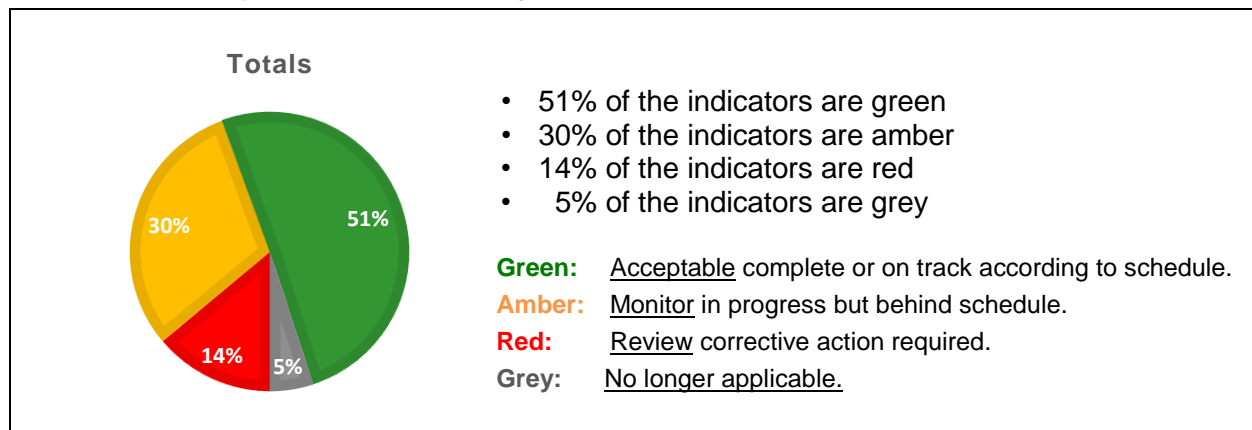 Totals
30%
51%
14%
5%
• 51% of the indicators are green
• 30% of the indicators are amber
• 14% of the indicators are red
• 5% of the indicators are grey
Green: Acceptable complete or on track according to schedule.
Amber: Monitor in progress but behind schedule.
Red: Review corrective action required.
Grey: No longer applicable.